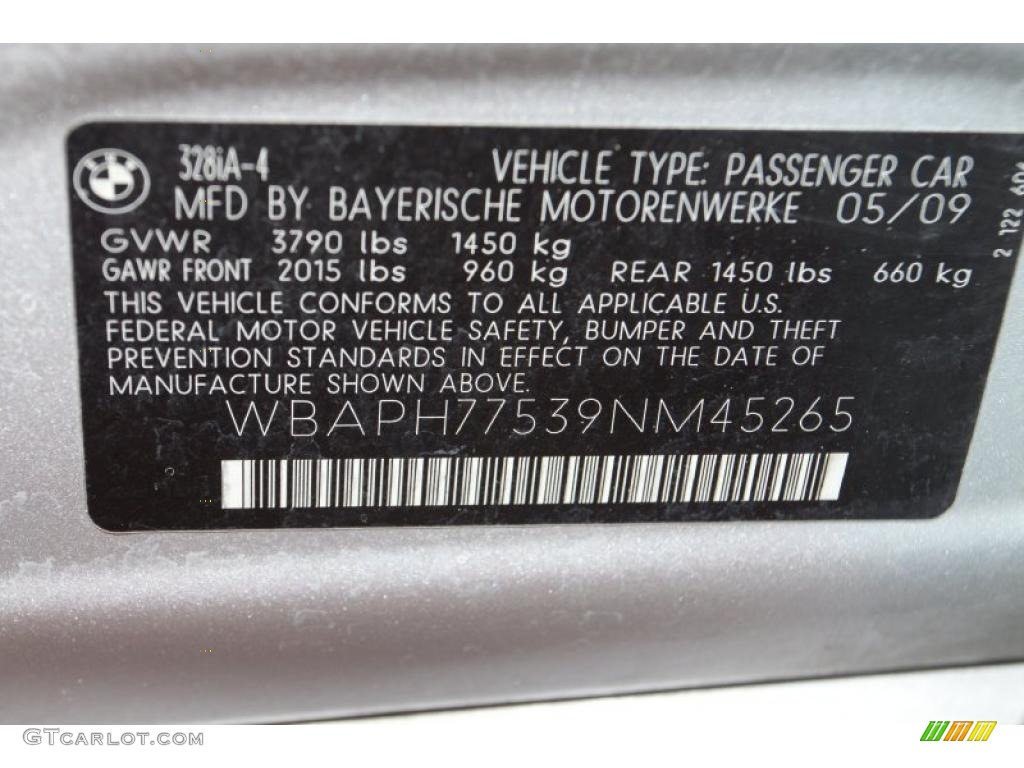 328iA-4 VEHICLE TYPE: PASSENGER CAR
MFD BY BAYERISCHE MOTORENWERKE 05/09
GVWR 3790 lbs 1450 kg
GAWR FRONT 2015 lbs 960 kg REAR 1450 lbs 660 kg
THIS VEHICLE CONFORMS TO ALL APPLICABLE U.S.
FEDERAL MOTOR VEHICLE SAFETY, BUMPER AND THEFT
PREVENTION STANDARDS IN EFFECT ON THE DATE OF
MANUFACTURE SHOWN ABOVE.
WBAPH77539NM45265
2 122
GTCARLOT.COM